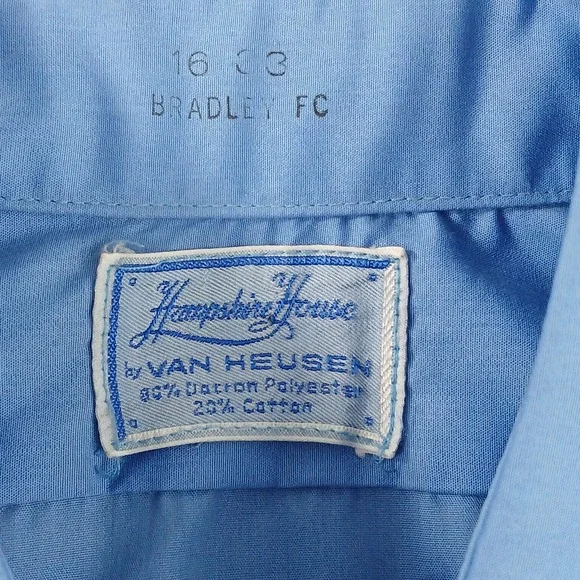 16 33
BRADLEY FC
Hampshire House
by VAN HEUSEN
80% Dacron Polyester
20% Cotton